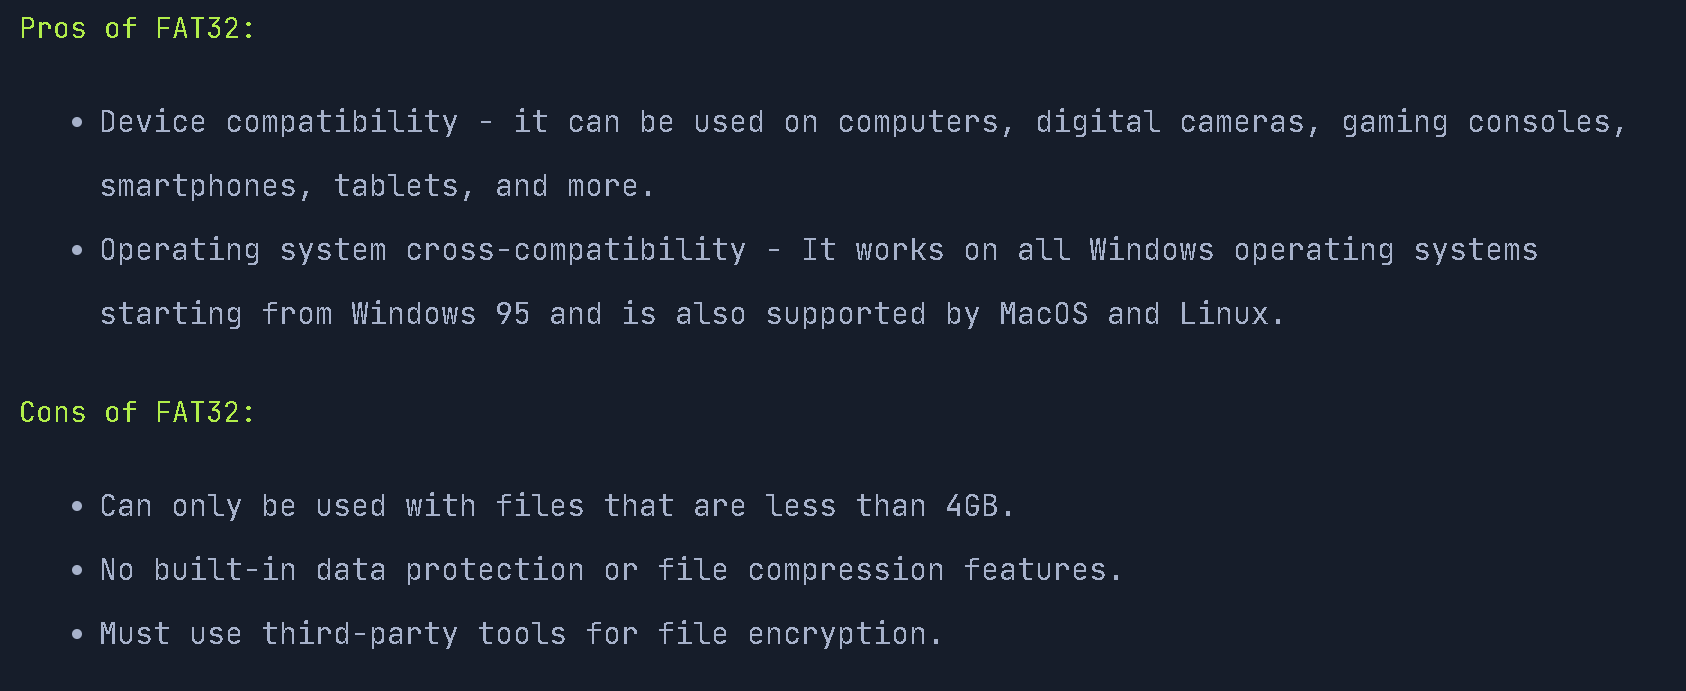 Pros of FAT32:
• Device compatibility - it can be used on computers, digital cameras, gaming consoles,
smartphones, tablets, and more.
• Operating system cross-compatibility - It works on all Windows operating systems
starting from Windows 95 and is also supported by MacOS and Linux.
Cons of FAT32:
• Can only be used with files that are less than 4GB.
• No built-in data protection or file compression features.
• Must use third-party tools for file encryption.